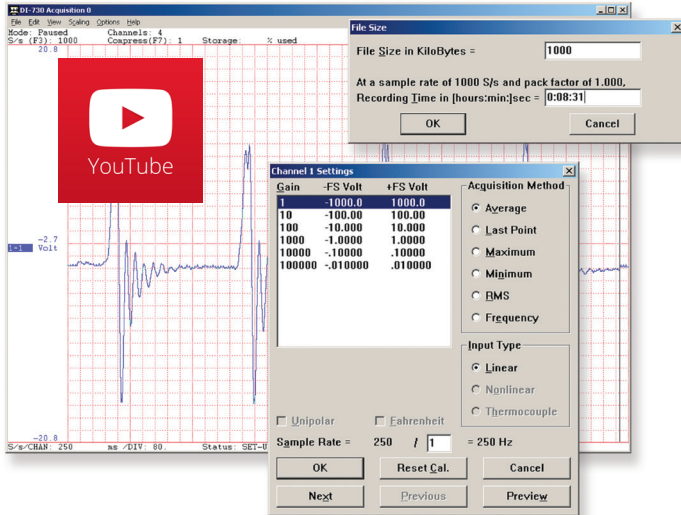 DI-730 Acquisition 0
File Edit View Scaling Options Help
Mode: Paused Channels: 4
S/s (F3): 1000 Compress(F7): 1 Storage: % used
20.8
YouTube
-2.7
1-1 Volt
-20.8
S/s/CHAN: 250 ms /DIV: 80. Status: SET-U
File Size
File Size in KiloBytes = 1000
At a sample rate of 1000 S/s and pack factor of 1.000,
Recording Time in [hours:min:]sec = 0:08:31
OK Cancel
Channel 1 Settings
Gain -FS Volt +FS Volt
1 -1000.0 1000.0
10 -100.00 100.00
100 -10.000 10.000
1000 -1.0000 1.0000
10000 -.10000 .10000
100000 -.010000 .010000
Acquisition Method
Average
Last Point
Maximum
Minimum
RMS
Frequency
Input Type
Linear
Nonlinear
Thermocouple
Unipolar Fahrenheit
Sample Rate = 250 / 1 = 250 Hz
OK Reset Cal. Cancel
Next Previous Preview